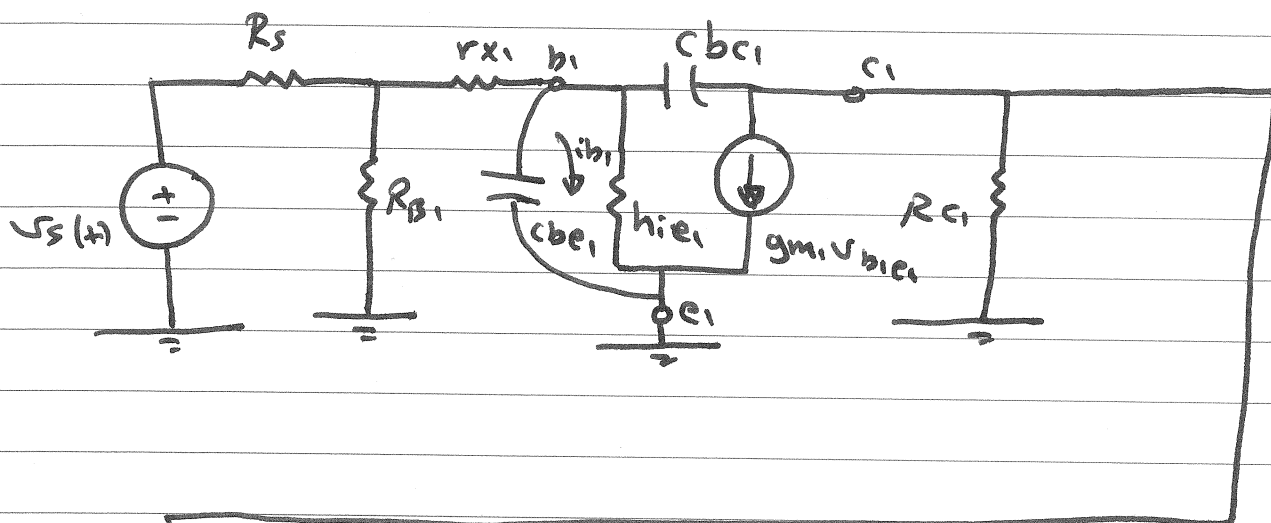 Rs
rx₁
b₁
cbc₁
c₁
+
-
vs(t)
RB₁
cbe₁
ib₁
hie₁
gm₁vb₁e₁
Rc₁
e₁